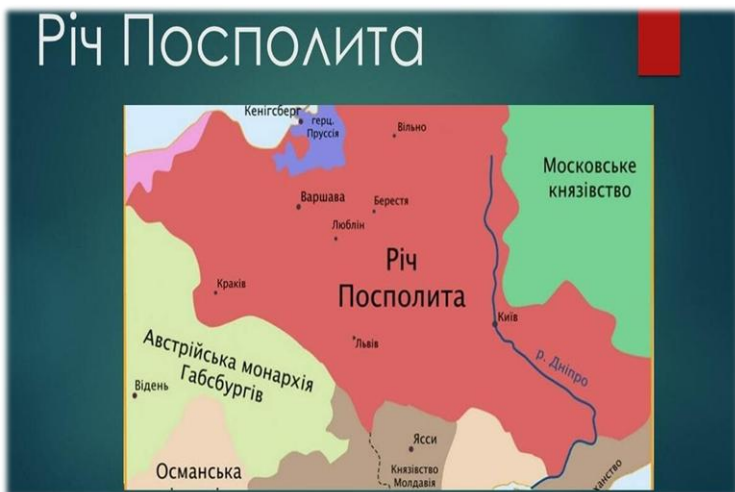 Річ Посполита
Кенігсберг
герц.
Пруссія
Вільно
Московське
князівство
Варшава
Берестя
Люблін
Річ
Посполита
Краків
Київ
Львів
р. Дніпро
Австрійська монархія
Габсбургів
Відень
Ясси
Османська
Князівство
Молдавія
ханство